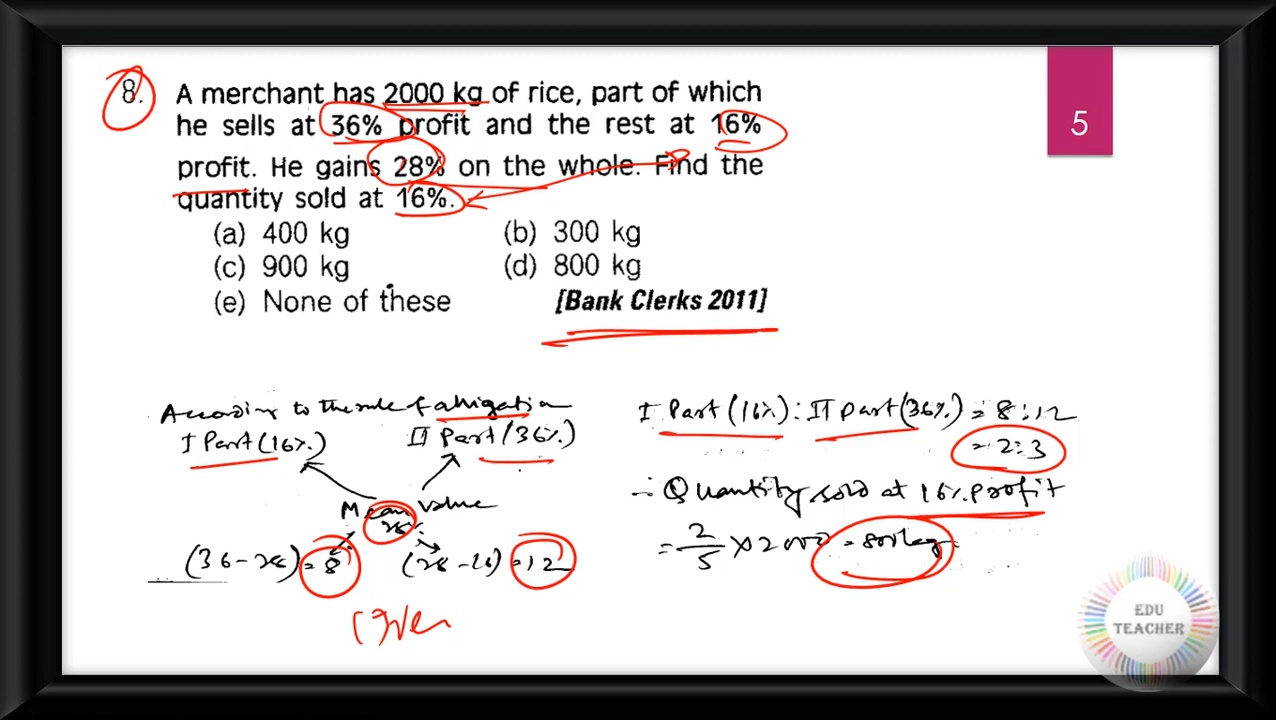 5
8. A merchant has 2000 kg of rice, part of which
he sells at 36% profit and the rest at 16%
profit. He gains 28% on the whole. Find the
quantity sold at 16%.
(a) 400 kg (b) 300 kg
(c) 900 kg (d) 800 kg
(e) None of these [Bank Clerks 2011]
According to the rule of alligation
I Part (16%) II Part (36%)
Mean Value
28%
(36-28) = 8 (28-16) = 12
I Part (16%) : II Part (36%) = 8:12
= 2:3
∴ Quantity sold at 16% profit
= 2/5 × 2000 = 800 kg
EDU
TEACHER